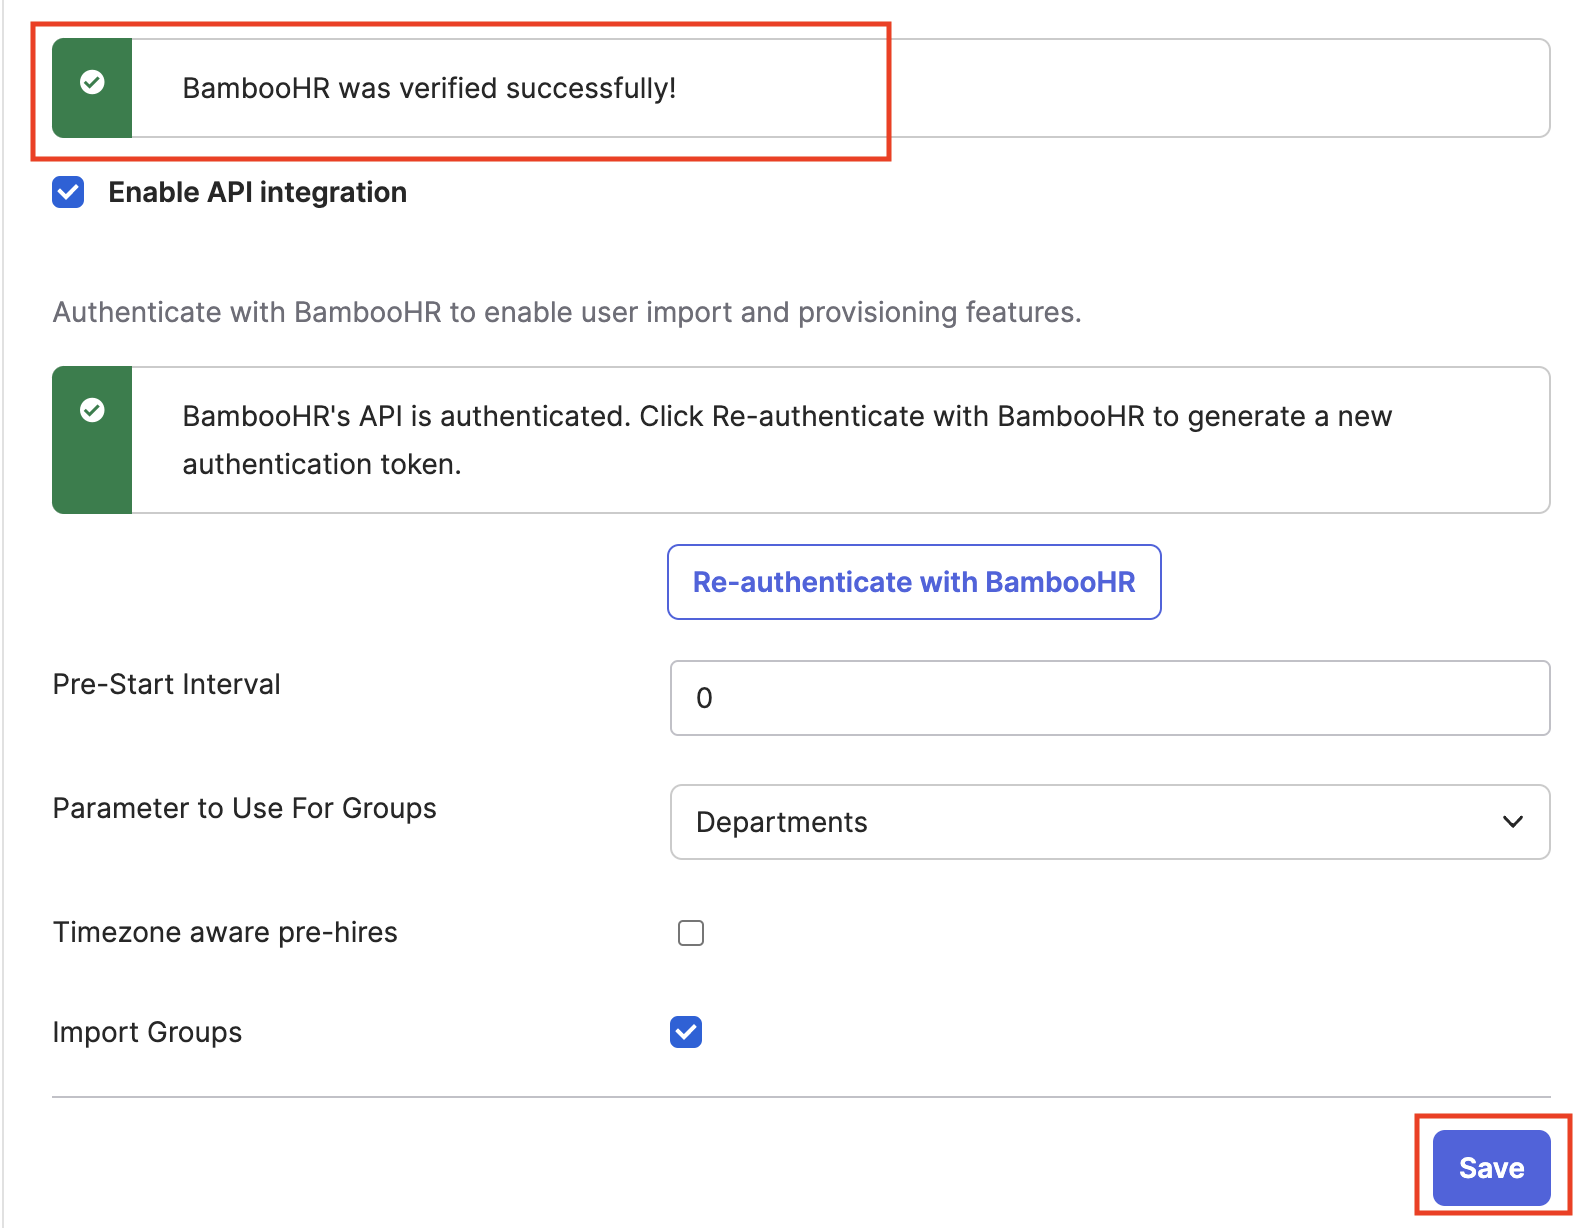 BambooHR was verified successfully!
Enable API integration
Authenticate with BambooHR to enable user import and provisioning features.
BambooHR's API is authenticated. Click Re-authenticate with BambooHR to generate a new
authentication token.
Re-authenticate with BambooHR
Pre-Start Interval
0
Parameter to Use For Groups
Departments
Timezone aware pre-hires
Import Groups
Save